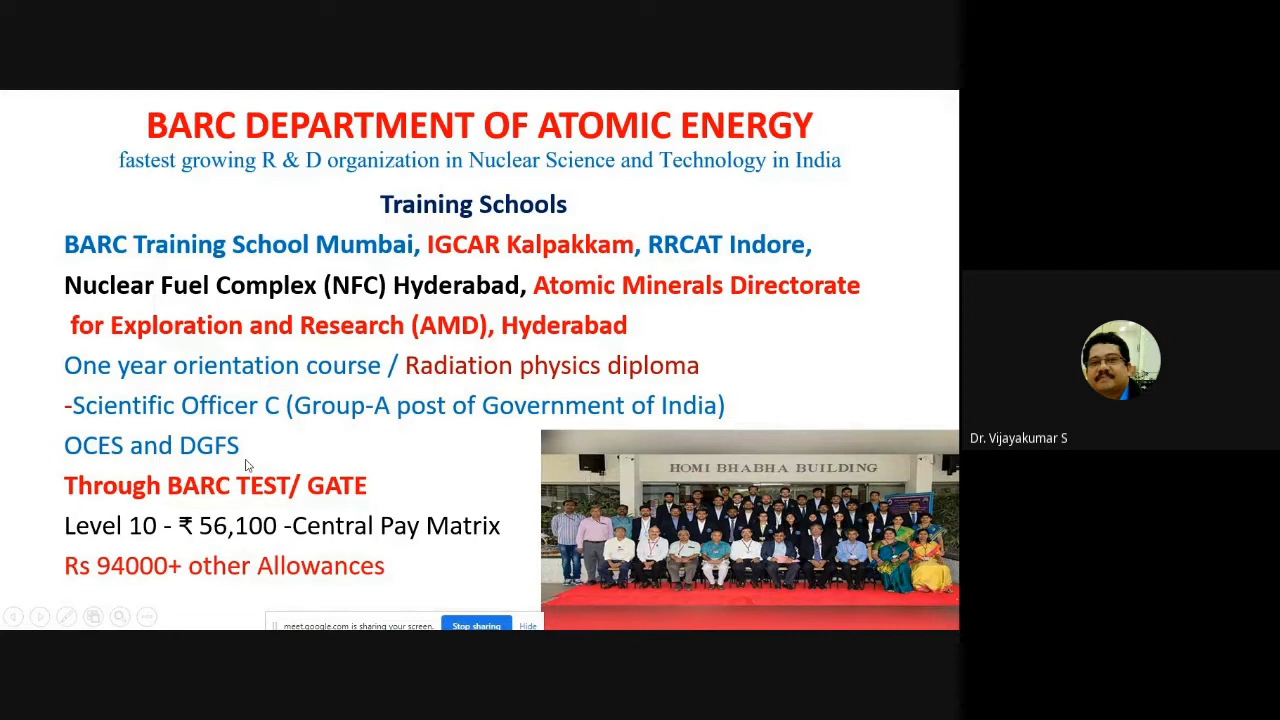 BARC DEPARTMENT OF ATOMIC ENERGY
fastest growing R & D organization in Nuclear Science and Technology in India
Training Schools
BARC Training School Mumbai, IGCAR Kalpakkam, RRCAT Indore,
Nuclear Fuel Complex (NFC) Hyderabad, Atomic Minerals Directorate
for Exploration and Research (AMD), Hyderabad
One year orientation course / Radiation physics diploma
-Scientific Officer C (Group-A post of Government of India)
OCES and DGFS
Through BARC TEST/ GATE
Level 10 - ₹ 56,100 -Central Pay Matrix
Rs 94000+ other Allowances
HOMI BHABHA BUILDING
meet.google.com is sharing your screen.
Stop sharing
Hide
Dr. Vijayakumar S